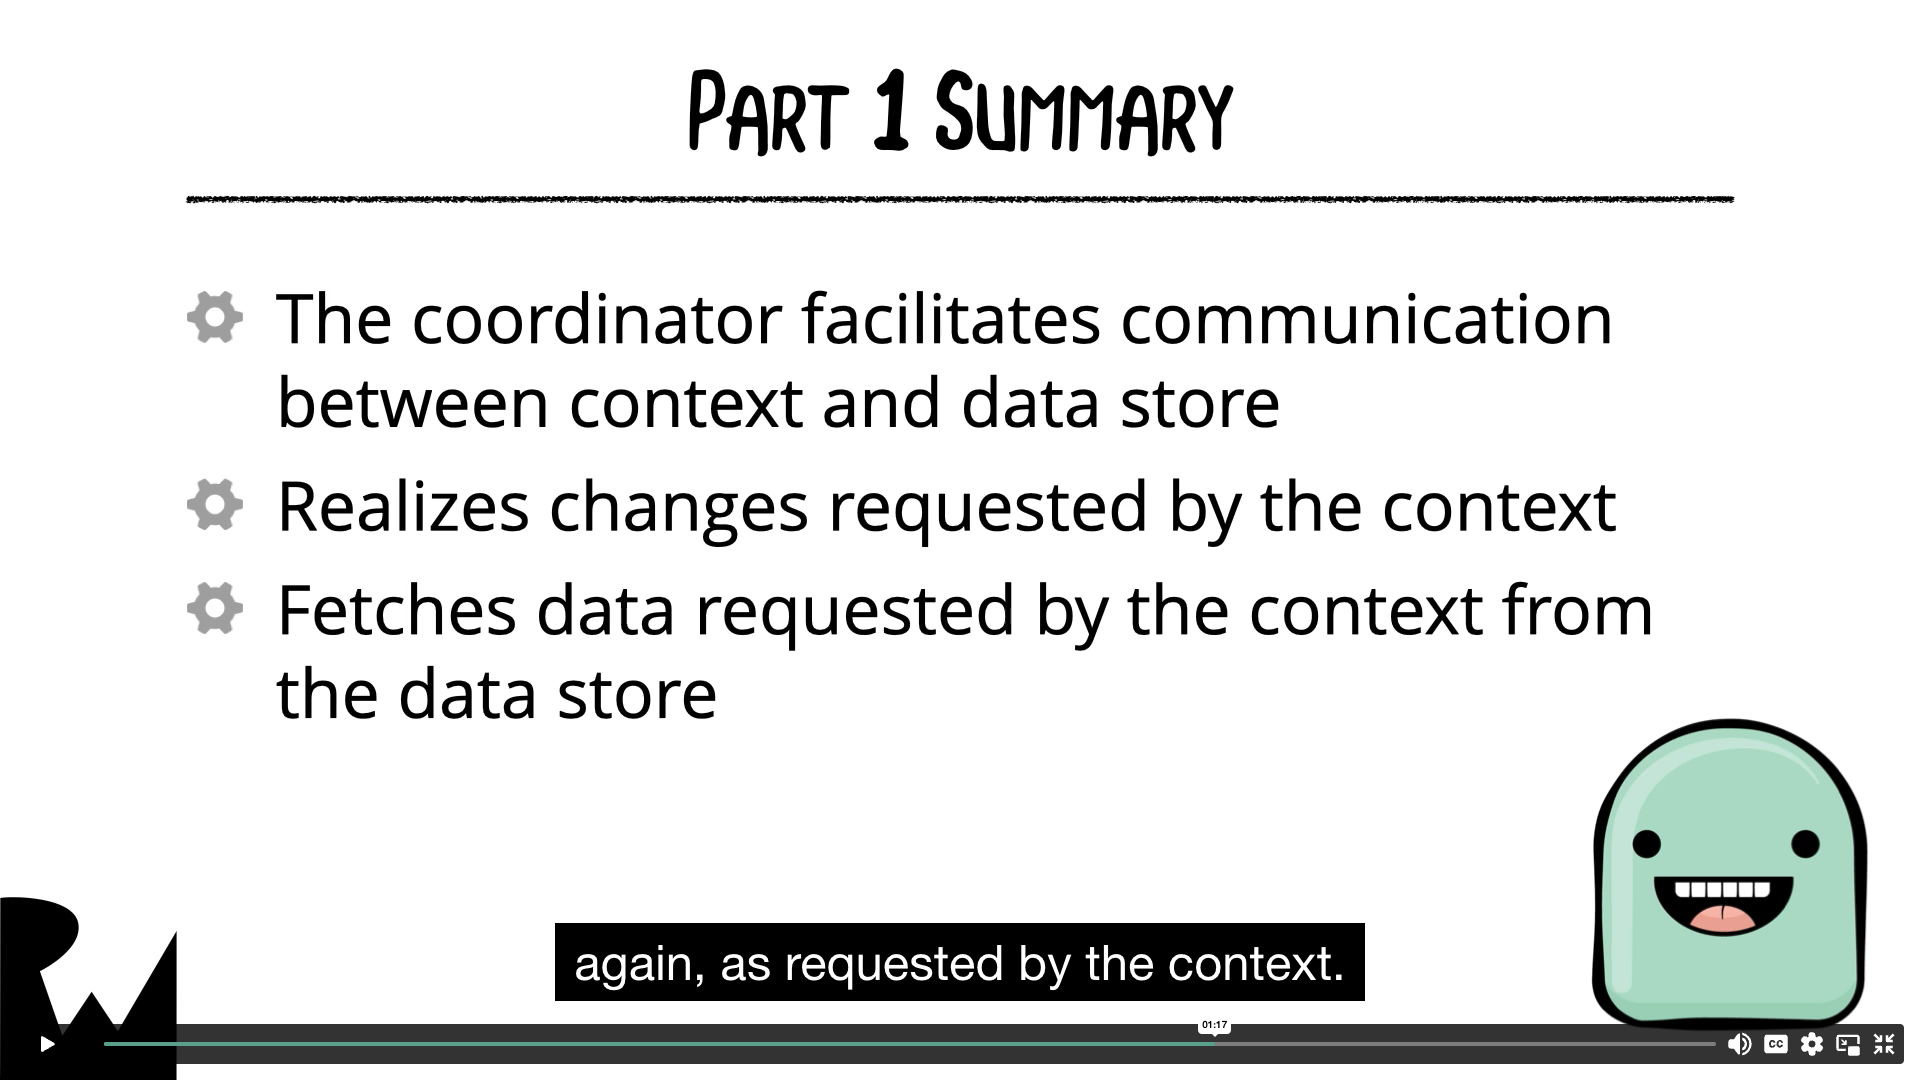 Part 1 Summary
The coordinator facilitates communication
between context and data store
Realizes changes requested by the context
Fetches data requested by the context from
the data store
again, as requested by the context.
01:17
CC
RW